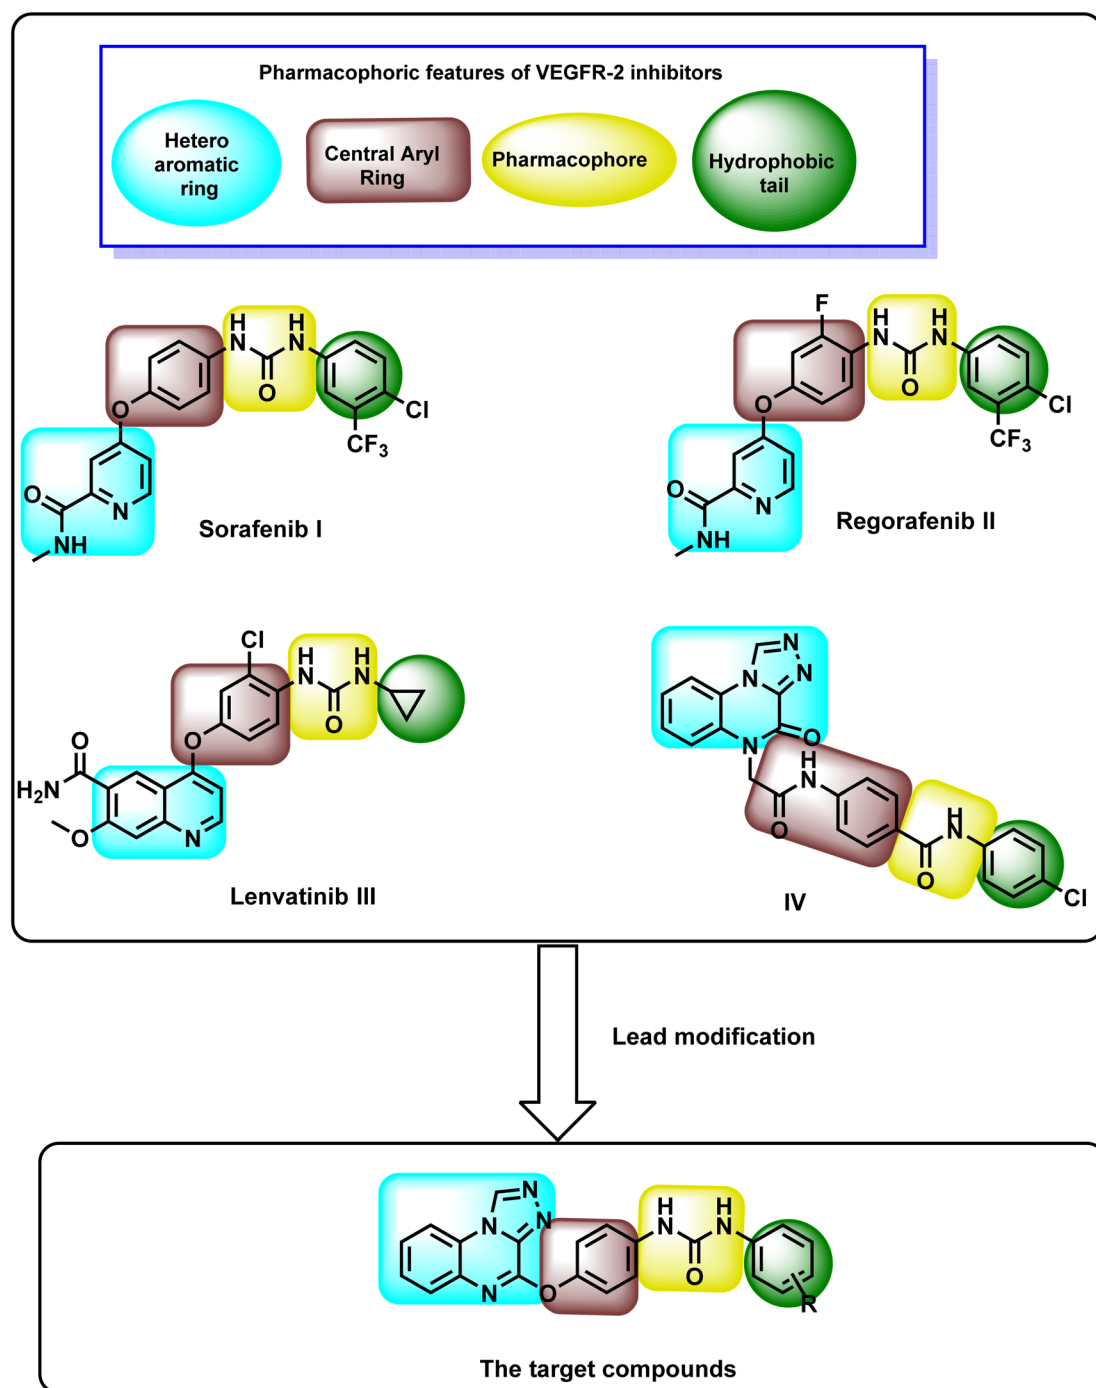 Pharmacophoric features of VEGFR-2 inhibitors
Hetero
aromatic
ring
Central Aryl
Ring
Pharmacophore
Hydrophobic
tail
H
N
H
N
O
O
Cl
CF3
O
N
NH
Sorafenib I
F
H
N
H
N
O
O
Cl
CF3
O
N
NH
Regorafenib II
Cl
H
N
H
N
O
O
O
H2N
O
N
Lenvatinib III
N
N
N
N
O
H
N
O
H
N
O
Cl
IV
Lead modification
N
N
N
N
O
H
N
H
N
O
R
The target compounds